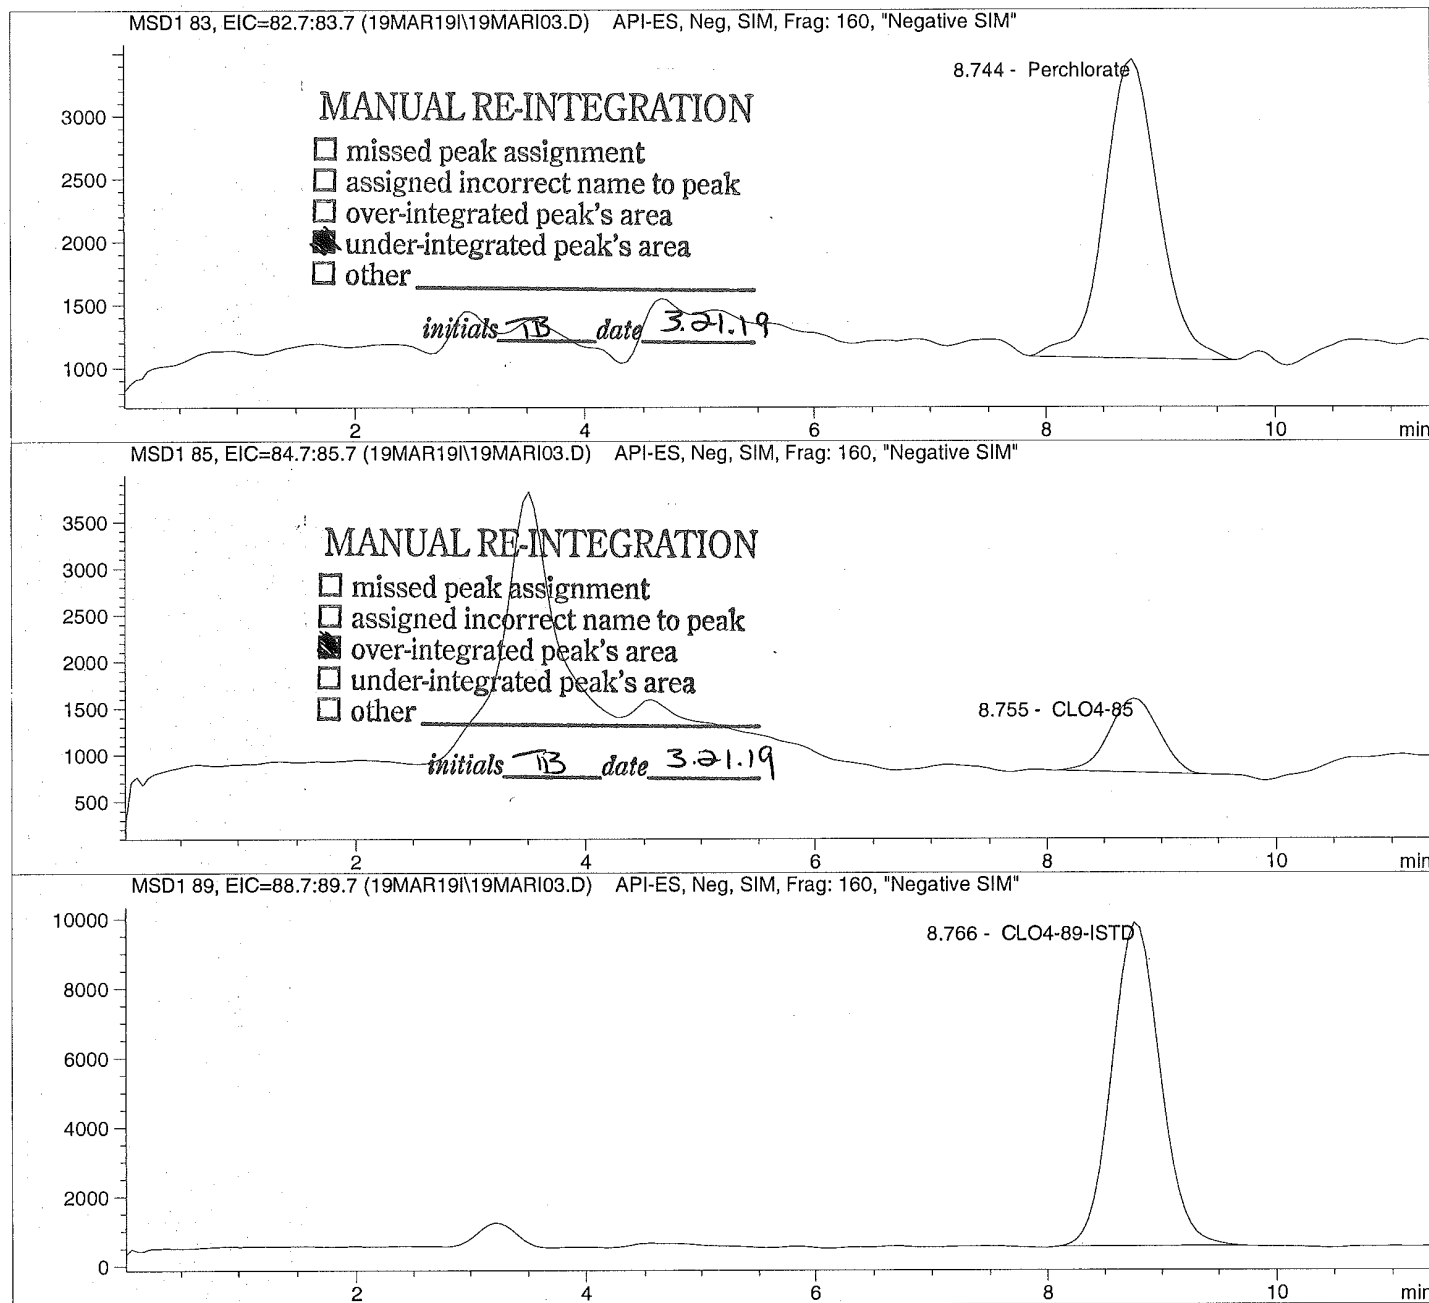 MSD1 83, EIC=82.7:83.7 (19MAR19I\19MARI03.D) API-ES, Neg, SIM, Frag: 160, "Negative SIM"
8.744 - Perchlorate
MANUAL RE-INTEGRATION
missed peak assignment
assigned incorrect name to peak
over-integrated peak's area
under-integrated peak's area
other
initials TB date 3.21.19
3000
2500
2000
1500
1000
2 4 6 8 10 min
MSD1 85, EIC=84.7:85.7 (19MAR19I\19MARI03.D) API-ES, Neg, SIM, Frag: 160, "Negative SIM"
MANUAL RE-INTEGRATION
missed peak assignment
assigned incorrect name to peak
over-integrated peak's area
under-integrated peak's area
other
8.755 - CLO4-85
initials TB date 3.21.19
3500
3000
2500
2000
1500
1000
500
2 4 6 8 10 min
MSD1 89, EIC=88.7:89.7 (19MAR19I\19MARI03.D) API-ES, Neg, SIM, Frag: 160, "Negative SIM"
8.766 - CLO4-89-ISTD
10000
8000
6000
4000
2000
0
2 4 6 8 10 min